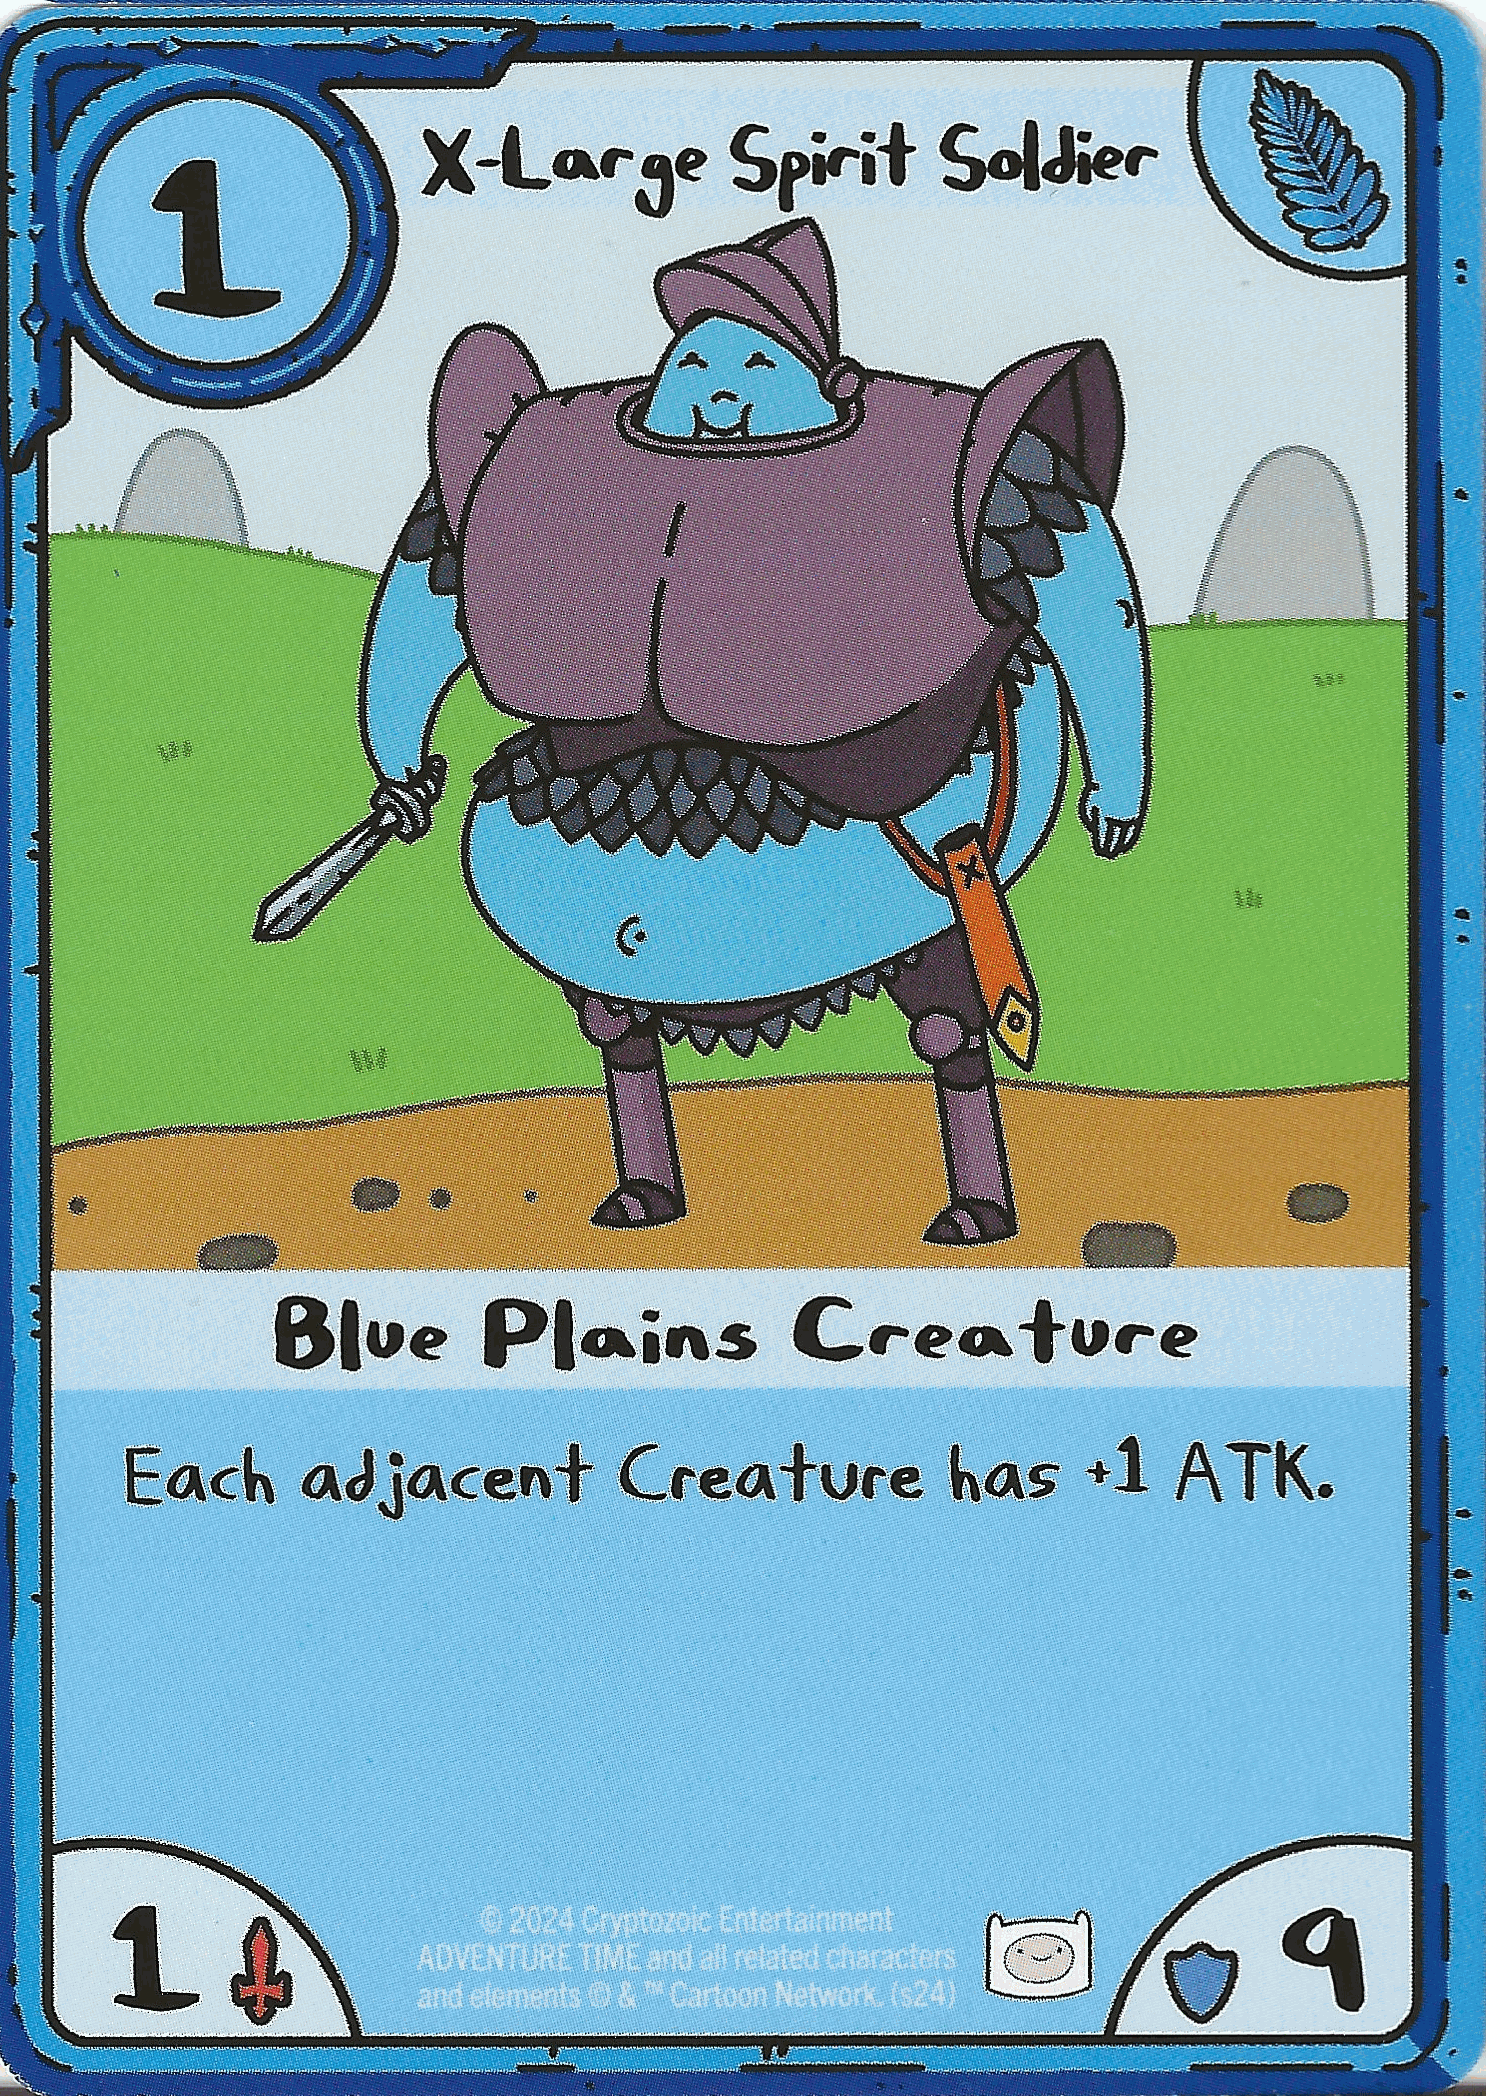 1
X-Large Spirit Soldier
Blue Plains Creature
Each adjacent Creature has +1 ATK.
1
© 2024 Cryptozoic Entertainment
ADVENTURE TIME and all related characters
and elements © & ™ Cartoon Network. (s24)
9